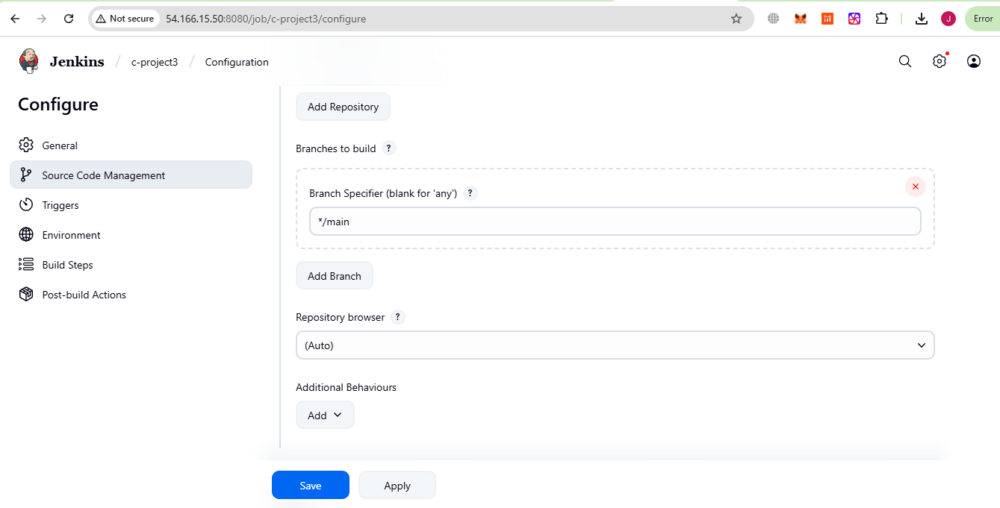 Not secure 54.166.15.50:8080/job/c-project3/configure J Error
Jenkins / c-project3 / Configuration
Configure
General
Source Code Management
Triggers
Environment
Build Steps
Post-build Actions
Add Repository
Branches to build ?
Branch Specifier (blank for 'any') ?
*/main
Add Branch
Repository browser ?
(Auto)
Additional Behaviours
Add
Save Apply